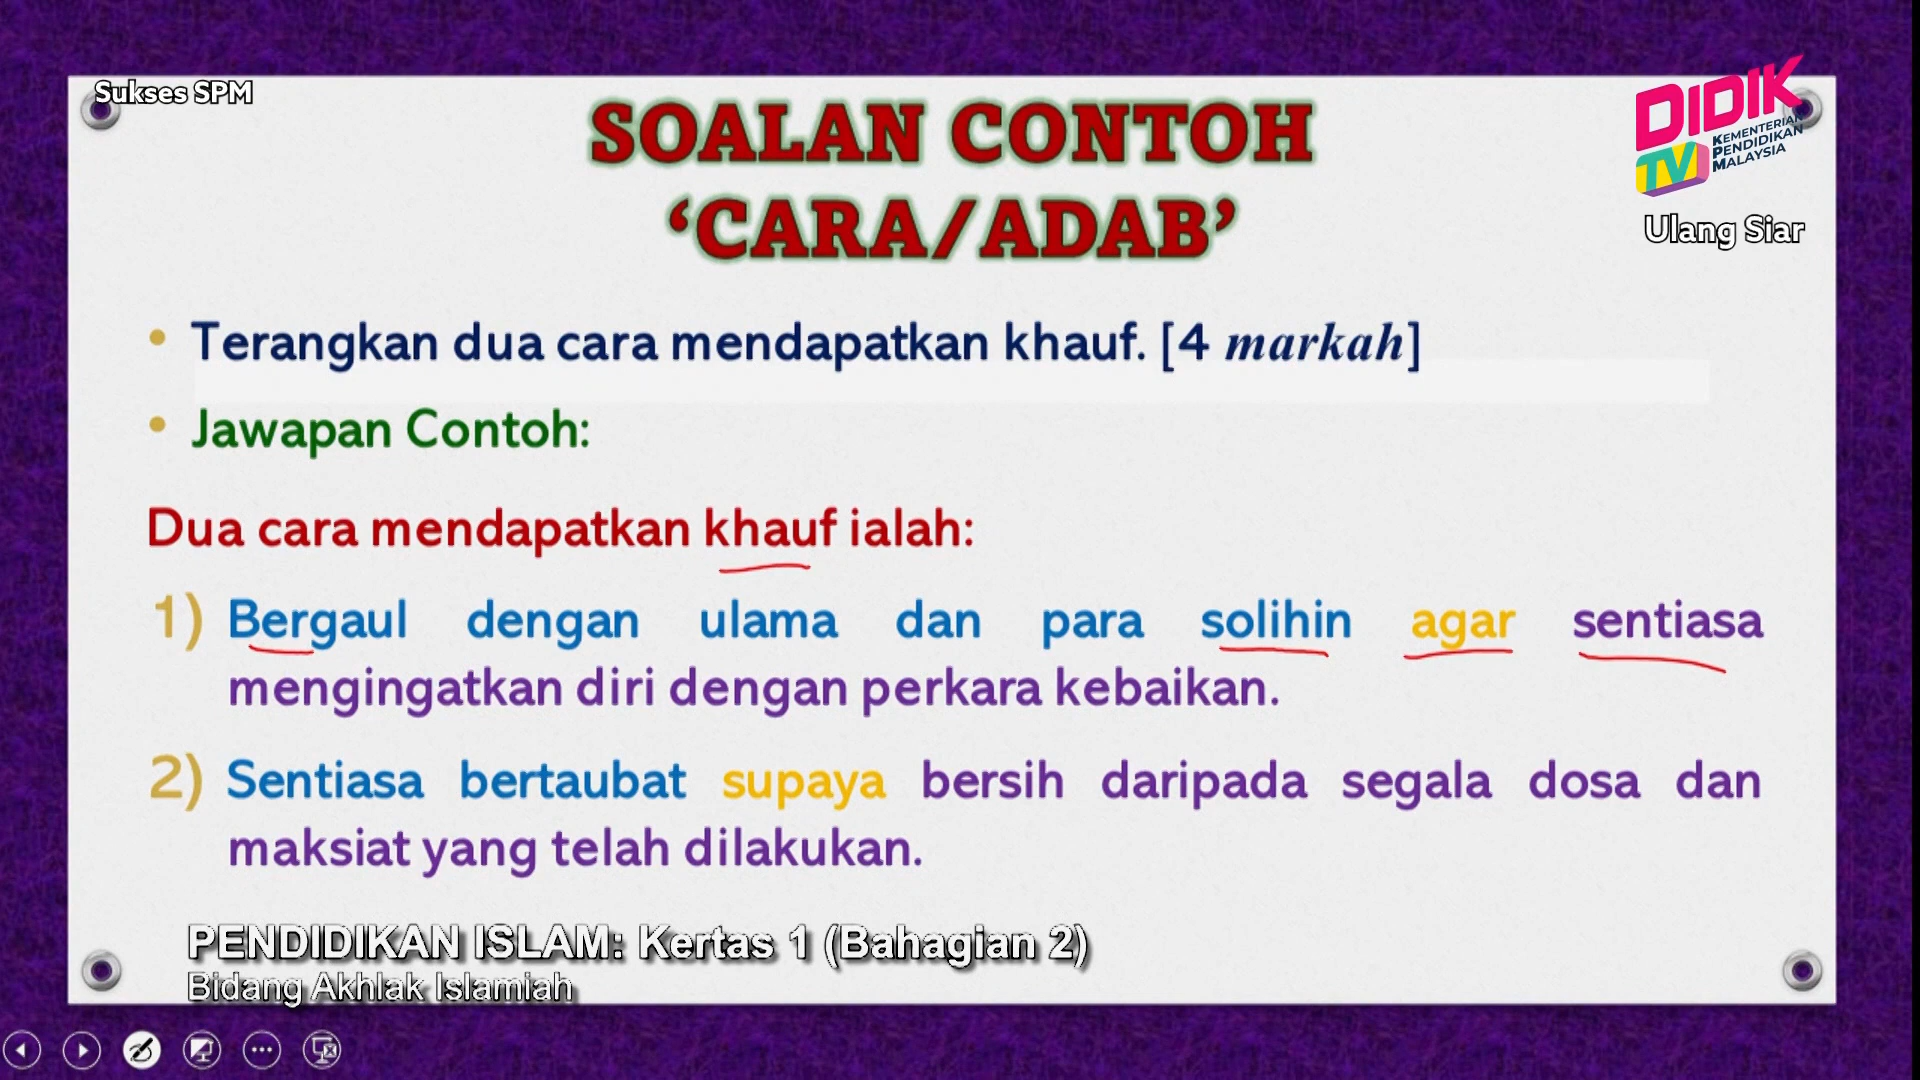 Sukses SPM
SOALAN CONTOH
‘CARA/ADAB’
DIDIK
TV
KEMENTERIAN
PENDIDIKAN
MALAYSIA
Ulang Siar
• Terangkan dua cara mendapatkan khauf. [4 markah]
• Jawapan Contoh:
Dua cara mendapatkan khauf ialah:
1) Bergaul dengan ulama dan para solihin agar sentiasa
mengingatkan diri dengan perkara kebaikan.
2) Sentiasa bertaubat supaya bersih daripada segala dosa dan
maksiat yang telah dilakukan.
PENDIDIKAN ISLAM: Kertas 1 (Bahagian 2)
Bidang Akhlak Islamiah